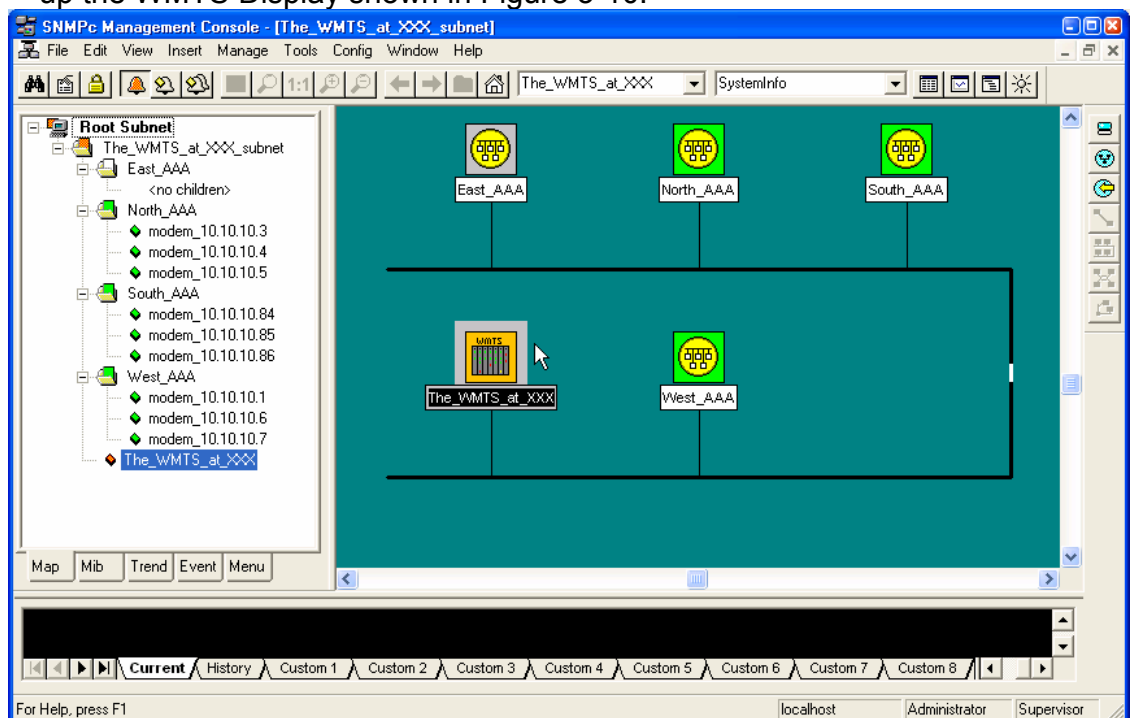 up the WMTS Display shown in Figure 3-10.
SNMPc Management Console - [The_WMTS_at_XXX_subnet]
File Edit View Insert Manage Tools Config Window Help
1:1 The_WMTS_at_XXX SystemInfo
Root Subnet
The_WMTS_at_XXX_subnet
East_AAA
<no children>
North_AAA
modem_10.10.10.3
modem_10.10.10.4
modem_10.10.10.5
South_AAA
modem_10.10.10.84
modem_10.10.10.85
modem_10.10.10.86
West_AAA
modem_10.10.10.1
modem_10.10.10.6
modem_10.10.10.7
The_WMTS_at_XXX
Map Mib Trend Event Menu
East_AAA North_AAA South_AAA
WMTS
The_WMTS_at_XXX West_AAA
Current History Custom 1 Custom 2 Custom 3 Custom 4 Custom 5 Custom 6 Custom 7 Custom 8
For Help, press F1 localhost Administrator Supervisor